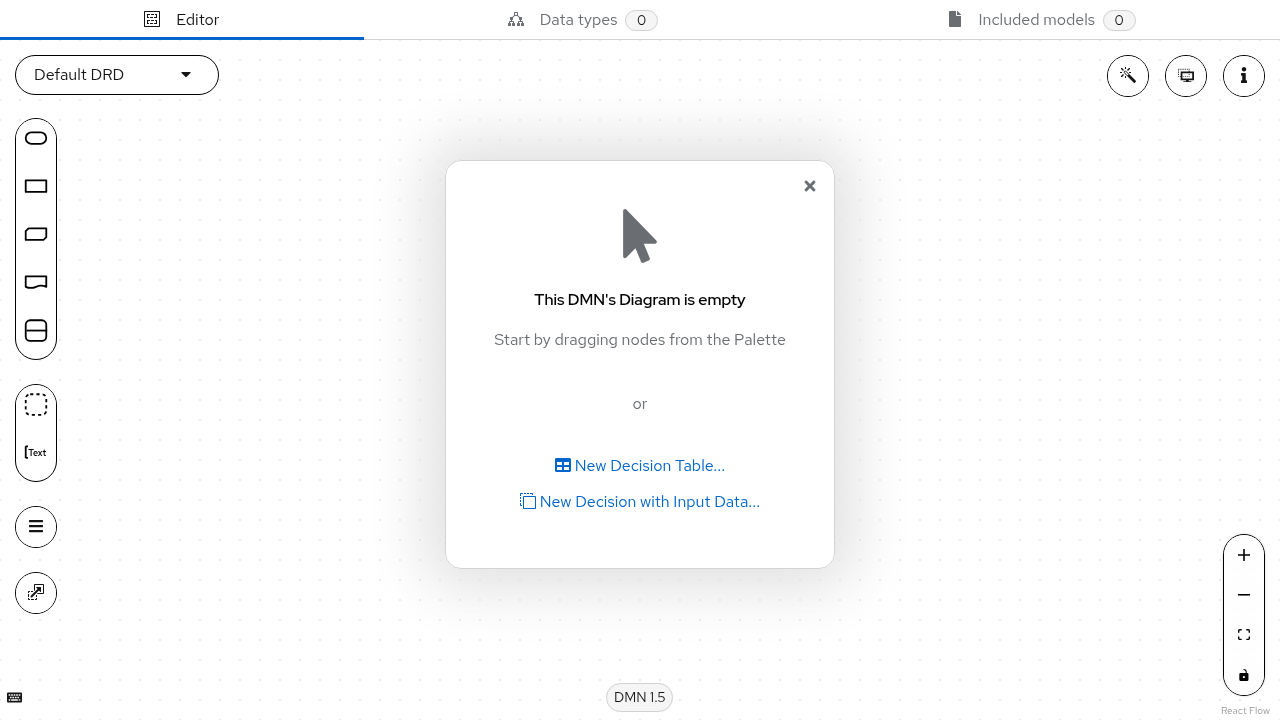 Editor
Data types 0
Included models 0
Default DRD
Text
This DMN's Diagram is empty
Start by dragging nodes from the Palette
or
New Decision Table...
New Decision with Input Data...
DMN 1.5
React Flow